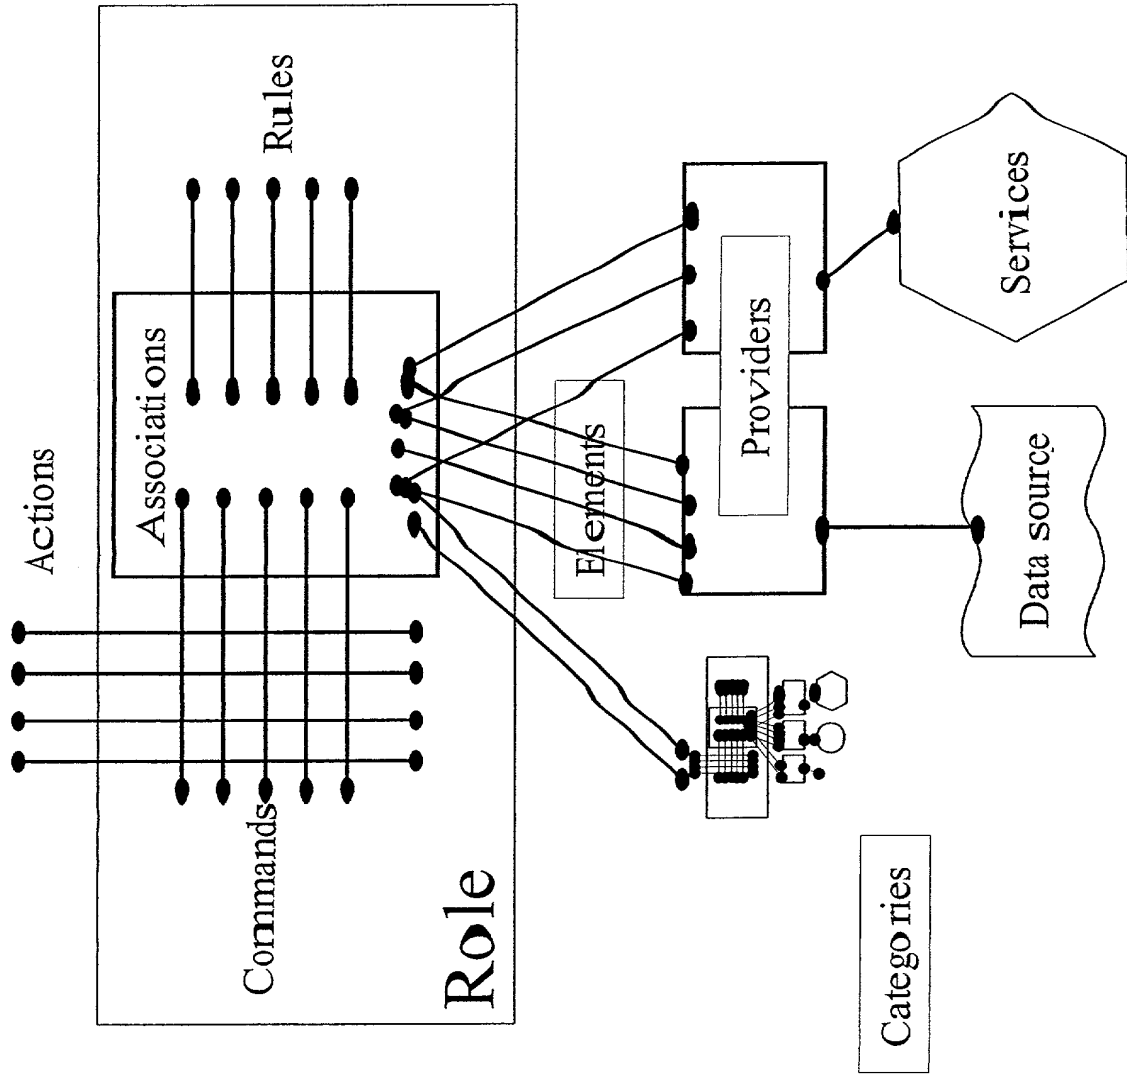 Actions
Rules
Associations
Commands
Role
Elements
Providers
Services
Data source
Categories